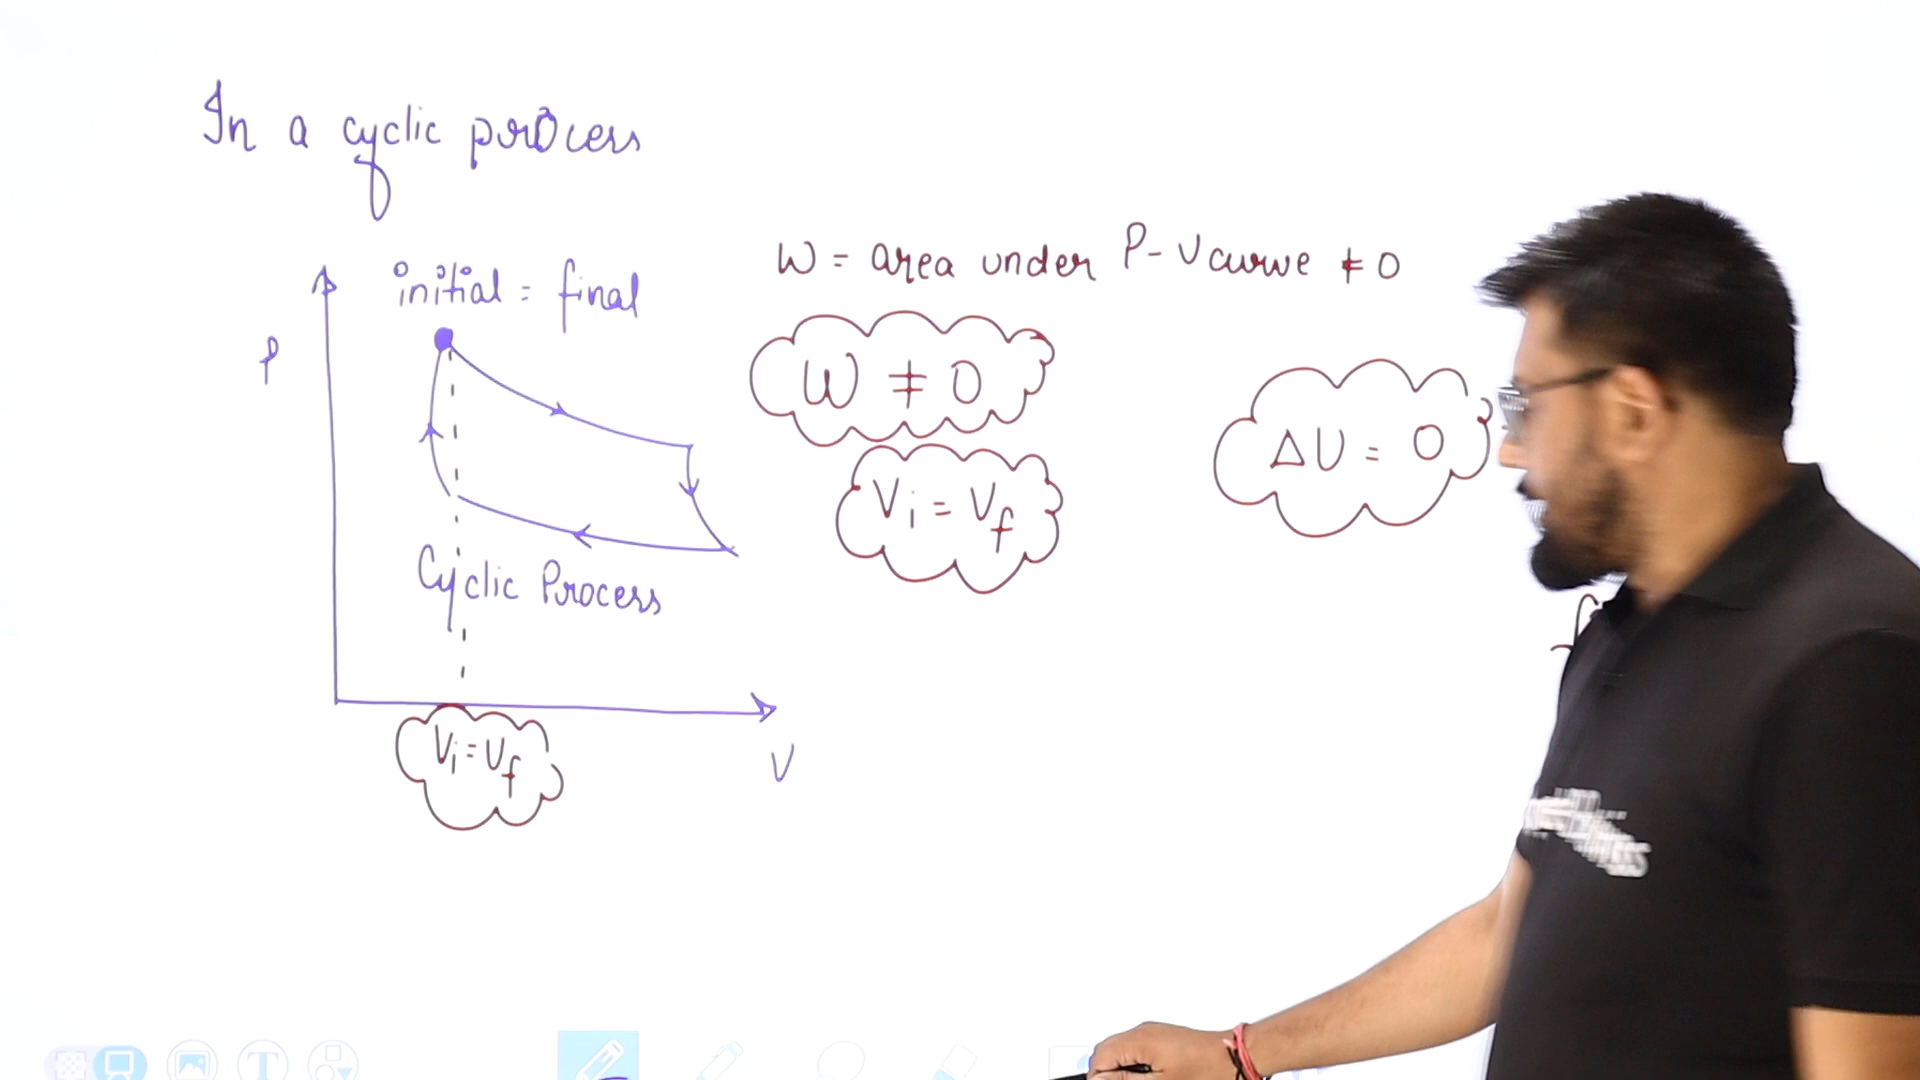 In a cyclic process
initial = final
W = area under P-V curve ≠ 0
P
W ≠ 0
ΔU = 0
Vi = Vf
Cyclic Process
f
Vi = Vf
V
T